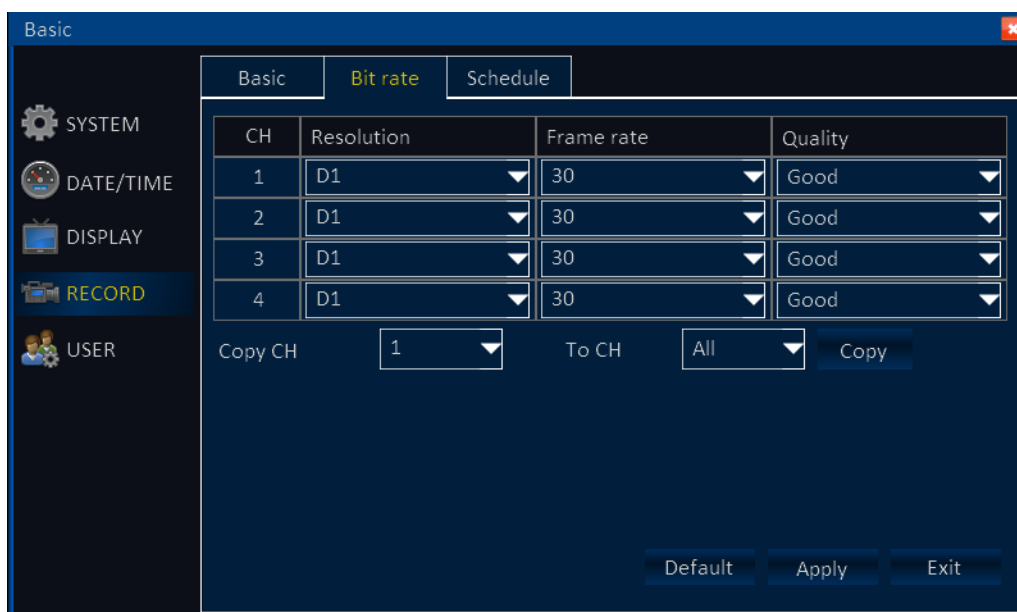 Basic
Basic Bit rate Schedule
SYSTEM
DATE/TIME
DISPLAY
RECORD
USER
CH Resolution Frame rate Quality
1 D1 30 Good
2 D1 30 Good
3 D1 30 Good
4 D1 30 Good
Copy CH 1 To CH All Copy
Default Apply Exit